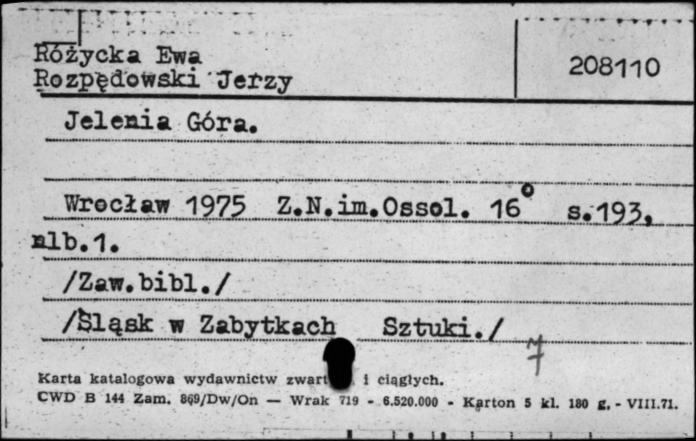 Różycka Ewa
Rozpędowski Jerzy
208110
Jelenia Góra.
Wrocław 1975 Z.N.im.Ossol. 16° s.193,
nlb.1.
/Zaw.bibl./
/Śląsk w Zabytkach Sztuki./
Karta katalogowa wydawnictw i ciągłych.
CWD B 144 Zam. 869/Dw/On — Wrak 719 - 6.520.000 - Karton 5 kl. 180 g. - VIII.71.